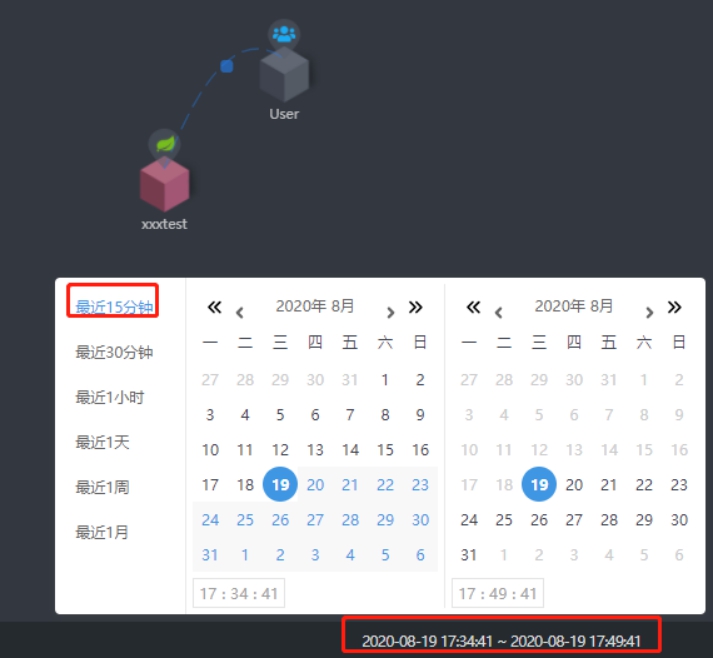 User
xxxtest
最近15分钟
最近30分钟
最近1小时
最近1天
最近1周
最近1月
2020年 8月
一 二 三 四 五 六 日
27 28 29 30 31 1 2
3 4 5 6 7 8 9
10 11 12 13 14 15 16
17 18 19 20 21 22 23
24 25 26 27 28 29 30
31 1 2 3 4 5 6
17 : 34 : 41
2020年 8月
一 二 三 四 五 六 日
27 28 29 30 31 1 2
3 4 5 6 7 8 9
10 11 12 13 14 15 16
17 18 19 20 21 22 23
24 25 26 27 28 29 30
31 1 2 3 4 5 6
17 : 49 : 41
2020-08-19 17:34:41 ~ 2020-08-19 17:49:41